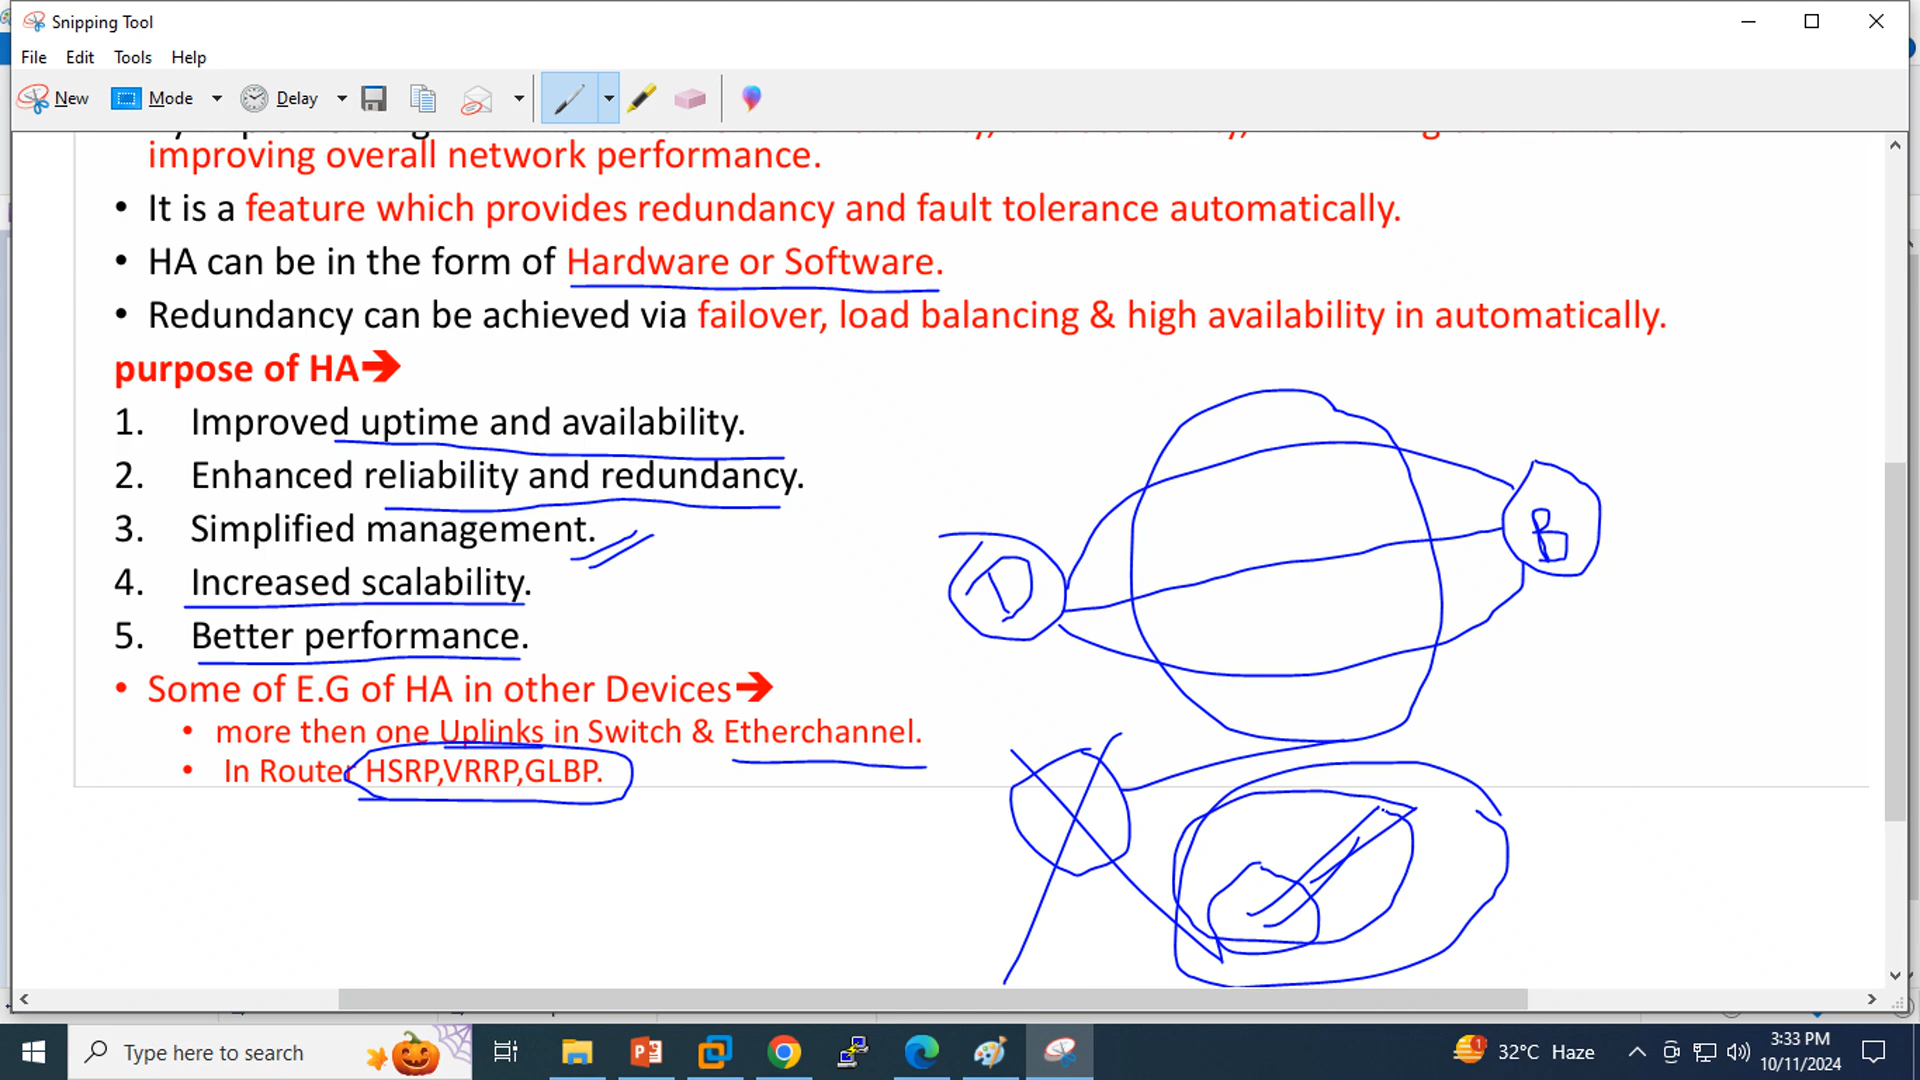 Snipping Tool
File Edit Tools Help
New Mode Delay
improving overall network performance.
• It is a feature which provides redundancy and fault tolerance automatically.
• HA can be in the form of Hardware or Software.
• Redundancy can be achieved via failover, load balancing & high availability in automatically.
purpose of HA➔
1. Improved uptime and availability.
2. Enhanced reliability and redundancy.
3. Simplified management.
4. Increased scalability.
5. Better performance.
• Some of E.G of HA in other Devices➔
• more then one Uplinks in Switch & Etherchannel.
• In Router HSRP,VRRP,GLBP.
D
B
Type here to search
1
32°C Haze
3:33 PM
10/11/2024